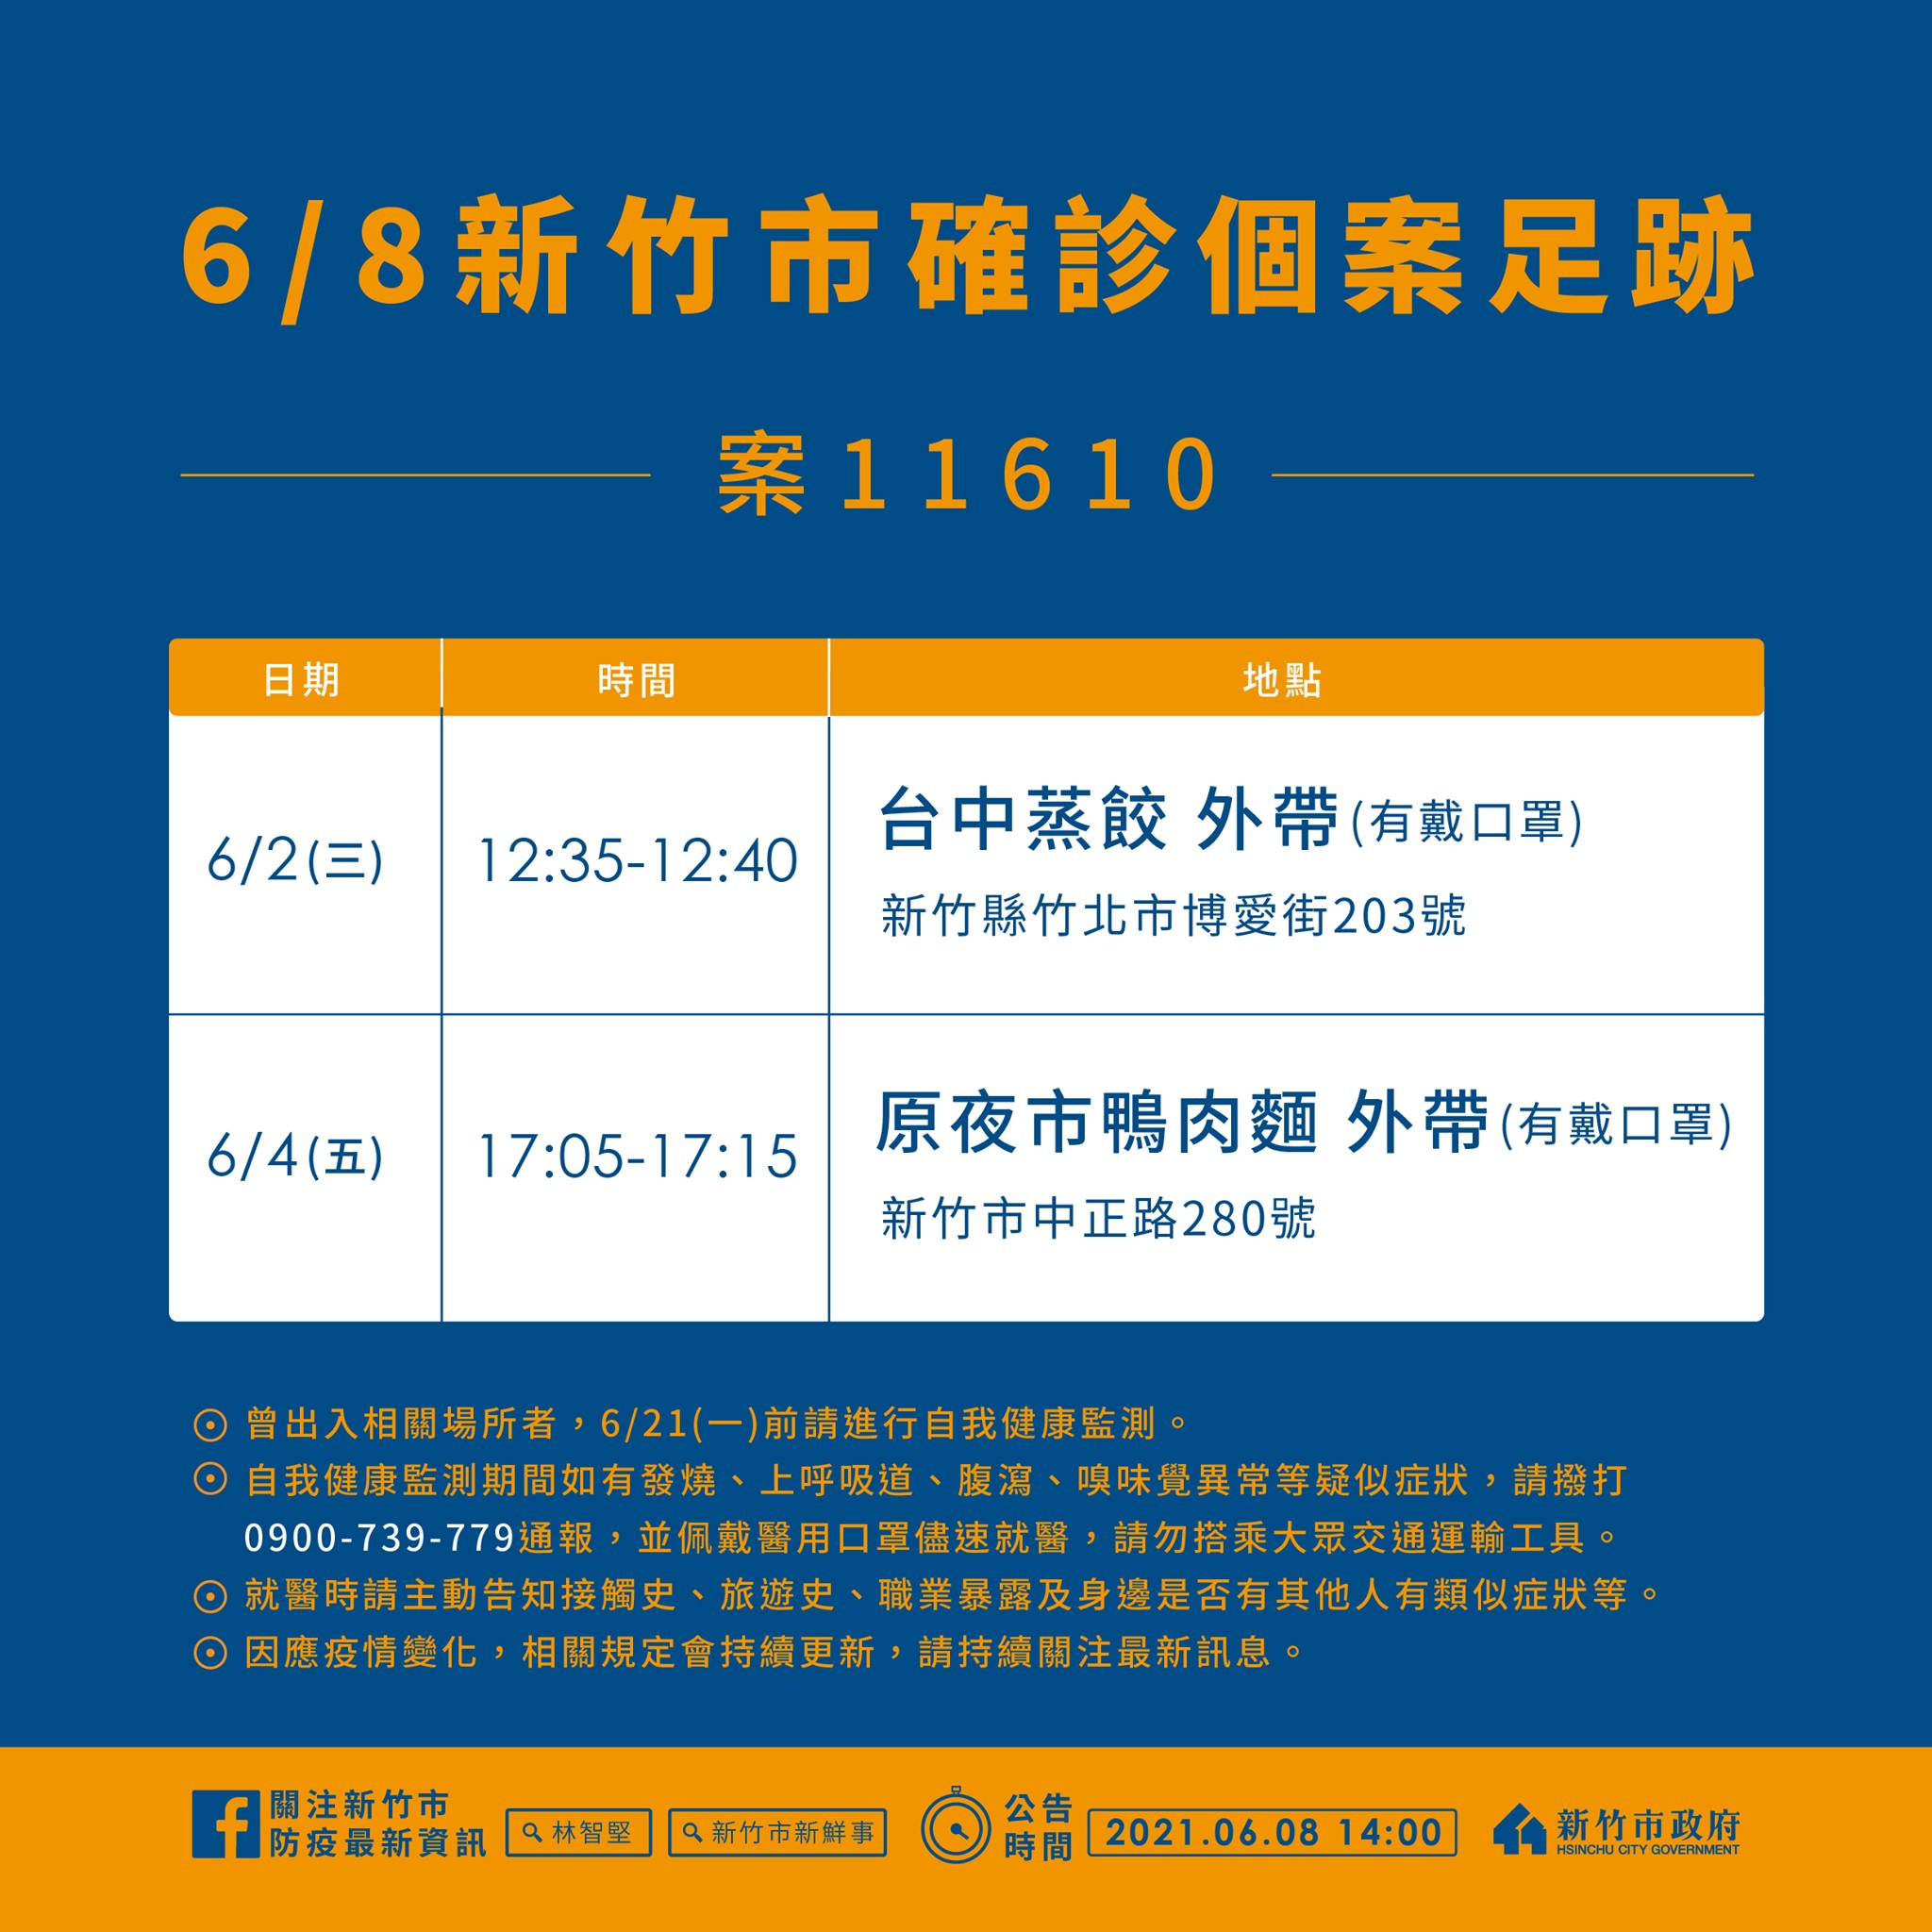 6/8新竹市確診個案足跡
案11610
日期 時間 地點
6/2(三) 12:35-12:40 台中蒸餃 外帶(有戴口罩)
新竹縣竹北市博愛街203號
6/4(五) 17:05-17:15 原夜市鴨肉麵 外帶(有戴口罩)
新竹市中正路280號
⊙ 曾出入相關場所者，6/21(一)前請進行自我健康監測。
⊙ 自我健康監測期間如有發燒、上呼吸道、腹瀉、嗅味覺異常等疑似症狀，請撥打
0900-739-779通報，並佩戴醫用口罩儘速就醫，請勿搭乘大眾交通運輸工具。
⊙ 就醫時請主動告知接觸史、旅遊史、職業暴露及身邊是否有其他人有類似症狀等。
⊙ 因應疫情變化，相關規定會持續更新，請持續關注最新訊息。
關注新竹市
防疫最新資訊
林智堅
新竹市新鮮事
公告
時間
2021.06.08 14:00
新竹市政府
HSINCHU CITY GOVERNMENT